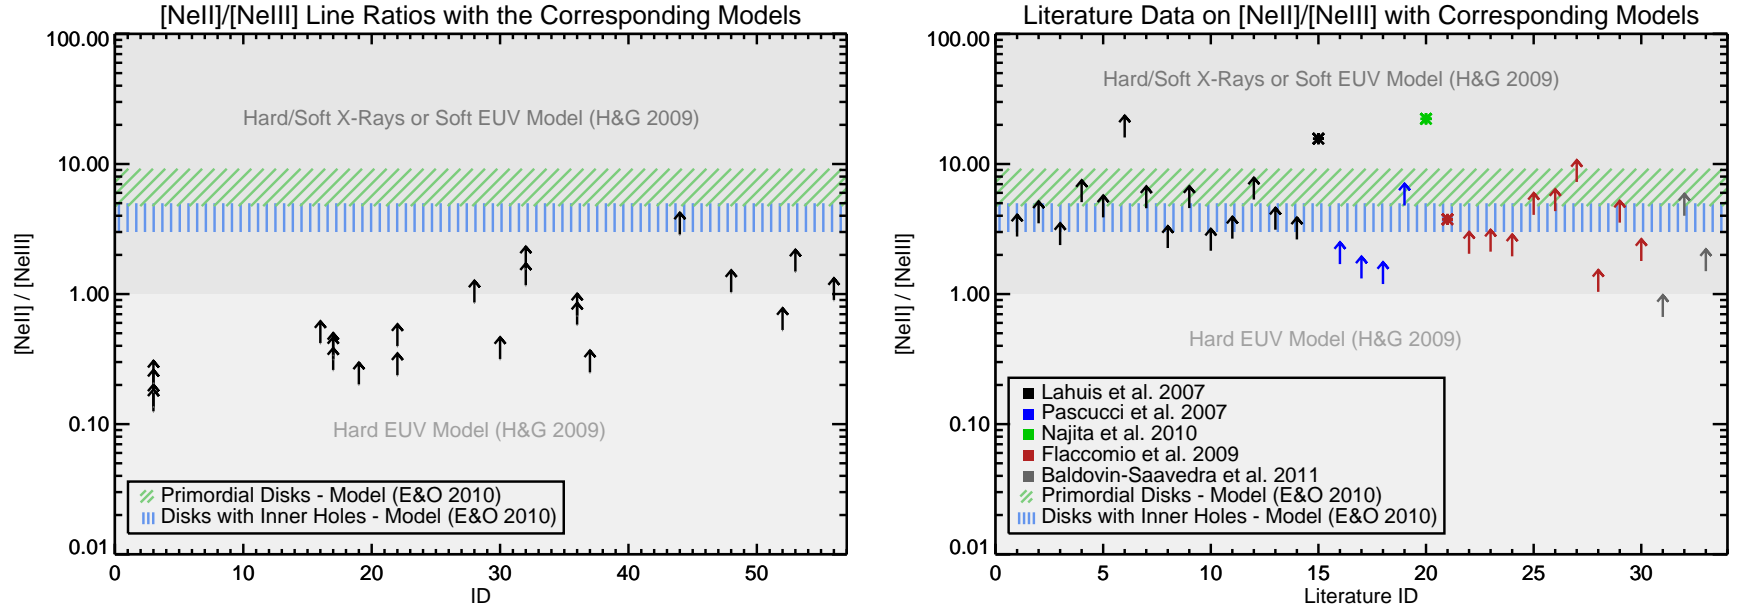 [NeII]/[NeIII] Line Ratios with the Corresponding Models
100.00
10.00
1.00
0.10
0.01
[NeII] / [NeIII]
Hard/Soft X-Rays or Soft EUV Model (H&G 2009)
Hard EUV Model (H&G 2009)
Primordial Disks - Model (E&O 2010)
Disks with Inner Holes - Model (E&O 2010)
0 10 20 30 40 50
ID
Literature Data on [NeII]/[NeIII] with Corresponding Models
100.00
10.00
1.00
0.10
0.01
[NeII] / [NeIII]
Hard/Soft X-Rays or Soft EUV Model (H&G 2009)
Hard EUV Model (H&G 2009)
Lahuis et al. 2007
Pascucci et al. 2007
Najita et al. 2010
Flaccomio et al. 2009
Baldovin-Saavedra et al. 2011
Primordial Disks - Model (E&O 2010)
Disks with Inner Holes - Model (E&O 2010)
0 5 10 15 20 25 30
Literature ID